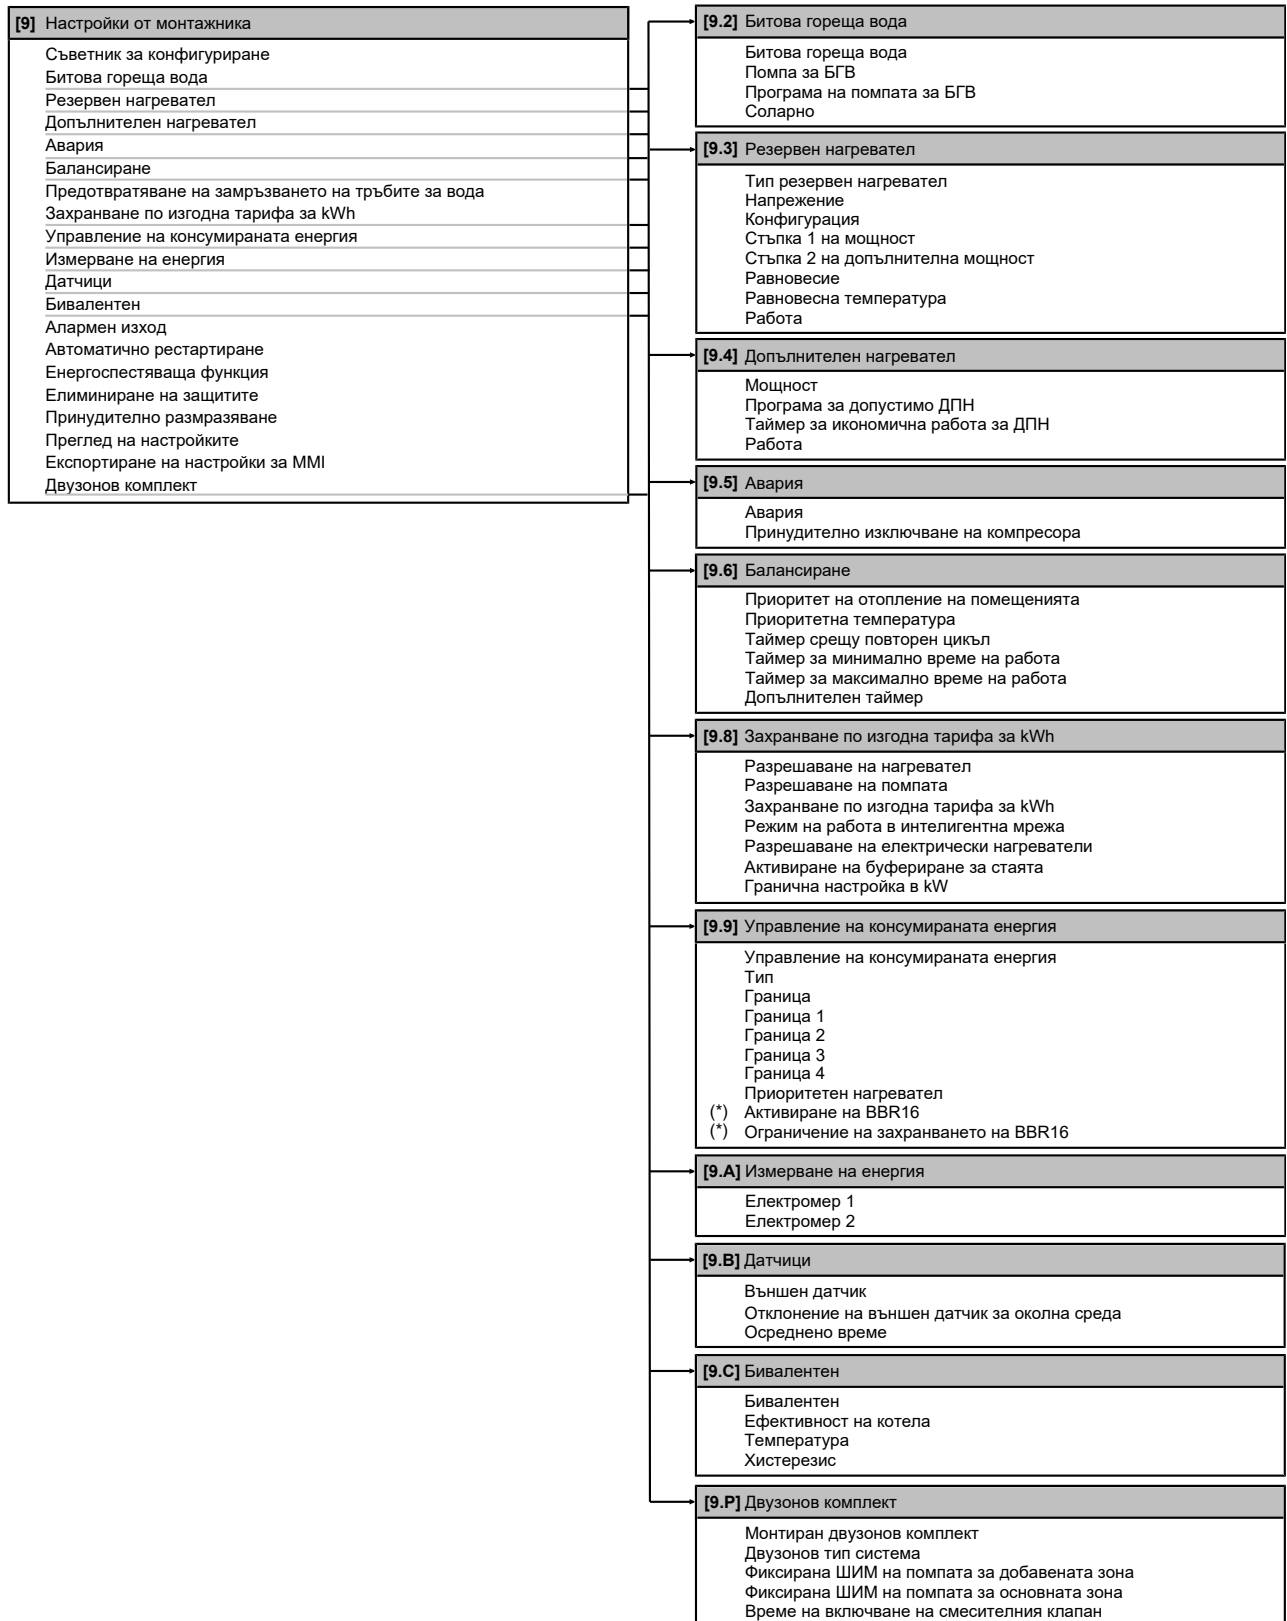 [9] Настройки от монтажника
Съветник за конфигуриране
Битова гореща вода
Резервен нагревател
Допълнителен нагревател
Авария
Балансиране
Предотвратяване на замръзването на тръбите за вода
Захранване по изгодна тарифа за kWh
Управление на консумираната енергия
Измерване на енергия
Датчици
Бивалентен
Алармен изход
Автоматично рестартиране
Енергоспестяваща функция
Елиминиране на защитите
Принудително размразяване
Преглед на настройките
Експортиране на настройки за MMI
Двузонов комплект
[9.2] Битова гореща вода
Битова гореща вода
Помпа за БГВ
Програма на помпата за БГВ
Соларно
[9.3] Резервен нагревател
Тип резервен нагревател
Напрежение
Конфигурация
Стъпка 1 на мощност
Стъпка 2 на допълнителна мощност
Равновесие
Равновесна температура
Работа
[9.4] Допълнителен нагревател
Мощност
Програма за допустимо ДПН
Таймер за икономична работа за ДПН
Работа
[9.5] Авария
Авария
Принудително изключване на компресора
[9.6] Балансиране
Приоритет на отопление на помещенията
Приоритетна температура
Таймер срещу повторен цикъл
Таймер за минимално време на работа
Таймер за максимално време на работа
Допълнителен таймер
[9.8] Захранване по изгодна тарифа за kWh
Разрешаване на нагревател
Разрешаване на помпата
Захранване по изгодна тарифа за kWh
Режим на работа в интелигентна мрежа
Разрешаване на електрически нагреватели
Активиране на буфериране за стаята
Гранична настройка в kW
[9.9] Управление на консумираната енергия
Управление на консумираната енергия
Тип
Граница
Граница 1
Граница 2
Граница 3
Граница 4
Приоритетен нагревател
(*) Активиране на BBR16
(*) Ограничение на захранването на BBR16
[9.A] Измерване на енергия
Електромер 1
Електромер 2
[9.B] Датчици
Външен датчик
Отклонение на външен датчик за околна среда
Осреднено време
[9.C] Бивалентен
Бивалентен
Ефективност на котела
Температура
Хистерезис
[9.P] Двузонов комплект
Монтиран двузонов комплект
Двузонов тип система
Фиксирана ШИМ на помпата за добавената зона
Фиксирана ШИМ на помпата за основната зона
Време на включване на смесителния клапан